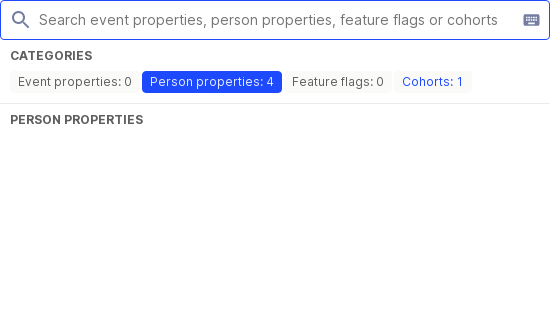 Search event properties, person properties, feature flags or cohorts
CATEGORIES
Event properties: 0 Person properties: 4 Feature flags: 0 Cohorts: 1
PERSON PROPERTIES